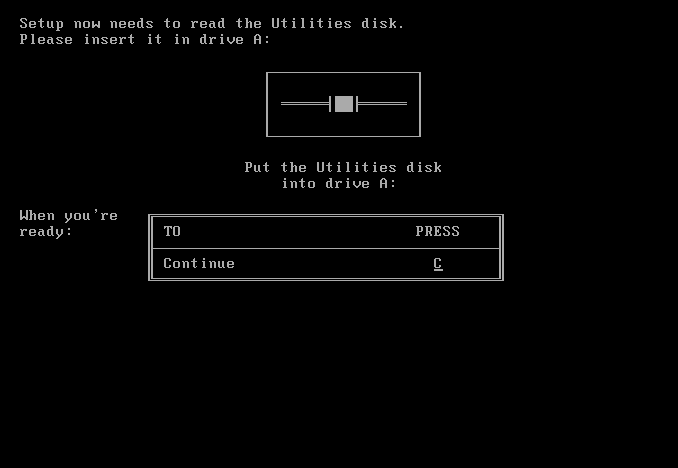 Setup now needs to read the Utilities disk.
Please insert it in drive A:
Put the Utilities disk
into drive A:
When you're
ready:
TO PRESS
Continue C